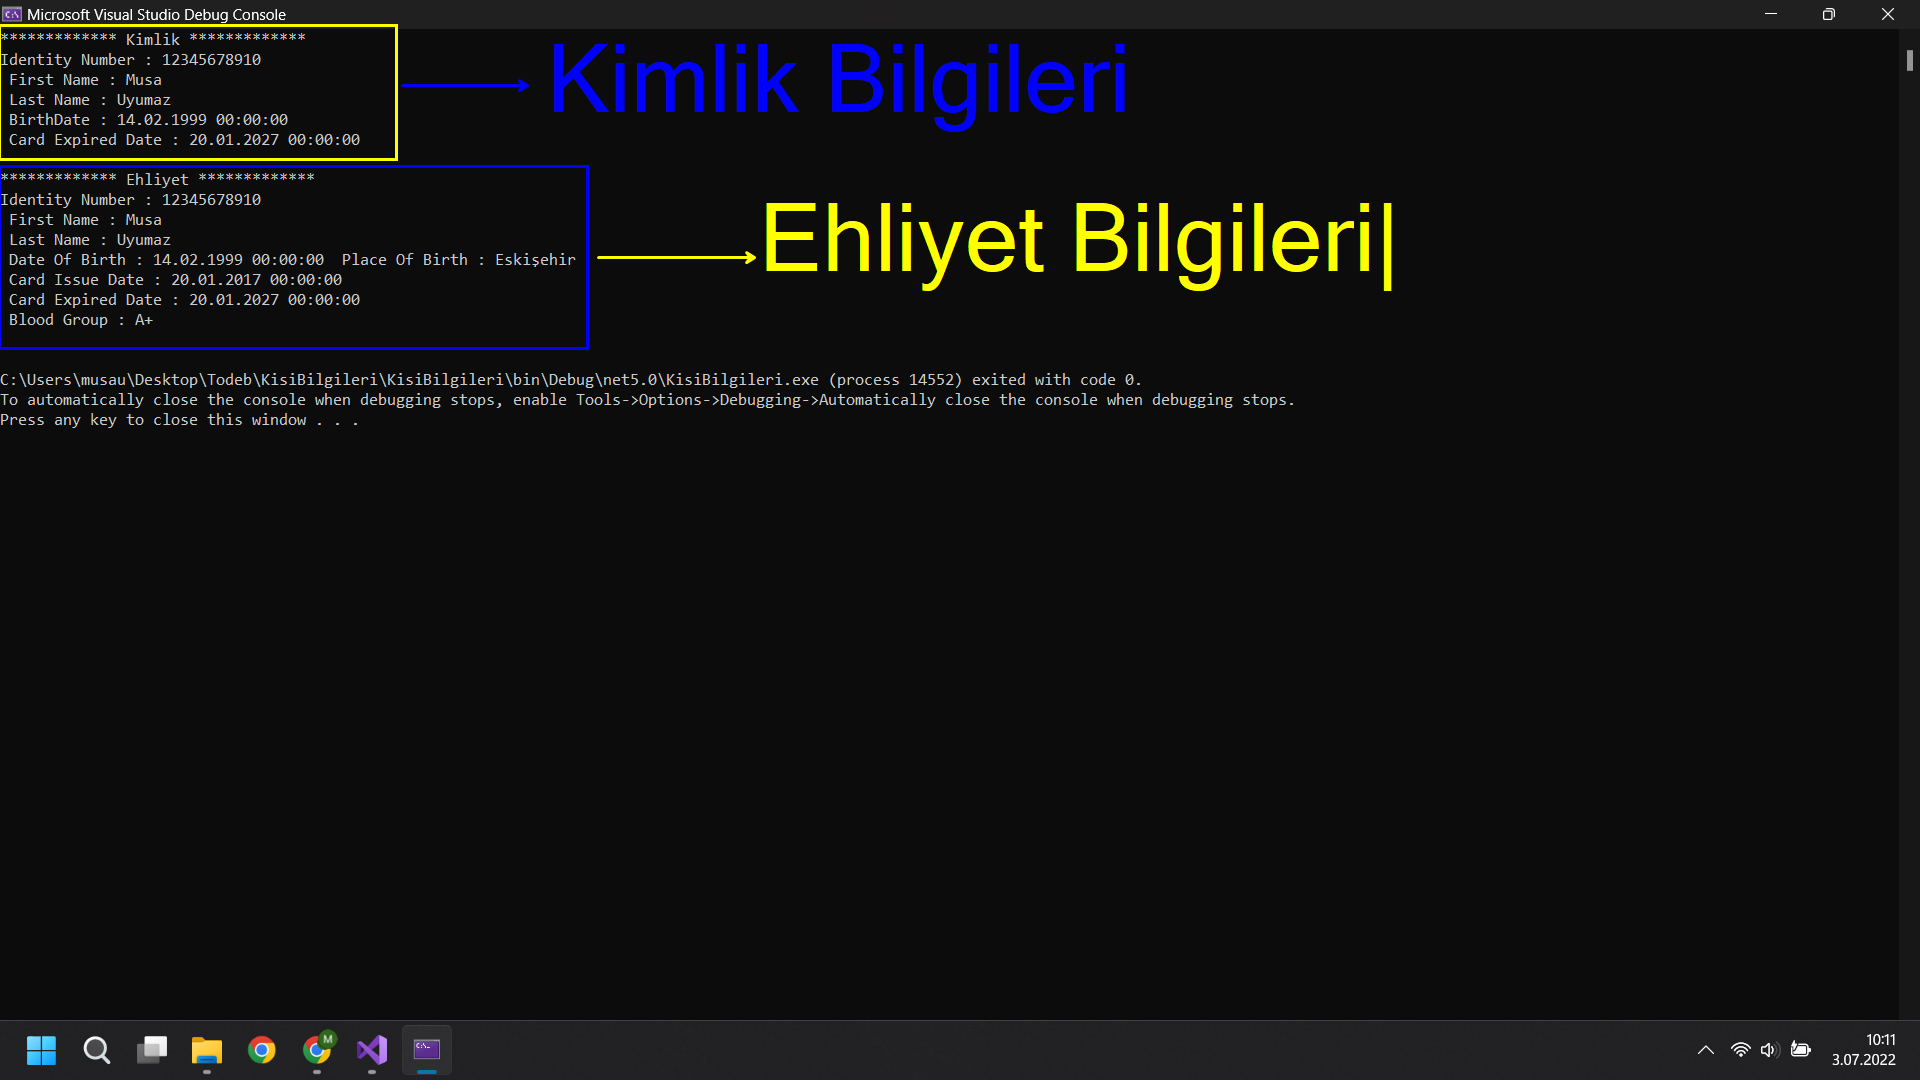 Microsoft Visual Studio Debug Console
************* Kimlik *************
Identity Number : 12345678910
First Name : Musa
Last Name : Uyumaz
BirthDate : 14.02.1999 00:00:00
Card Expired Date : 20.01.2027 00:00:00
Kimlik Bilgileri
************* Ehliyet *************
Identity Number : 12345678910
First Name : Musa
Last Name : Uyumaz
Date Of Birth : 14.02.1999 00:00:00  Place Of Birth : Eskişehir
Card Issue Date : 20.01.2017 00:00:00
Card Expired Date : 20.01.2027 00:00:00
Blood Group : A+
Ehliyet Bilgileri
C:\Users\musau\Desktop\Todeb\KisiBilgileri\KisiBilgileri\bin\Debug\net5.0\KisiBilgileri.exe (process 14552) exited with code 0.
To automatically close the console when debugging stops, enable Tools->Options->Debugging->Automatically close the console when debugging stops.
Press any key to close this window . . .
M
10:11
3.07.2022